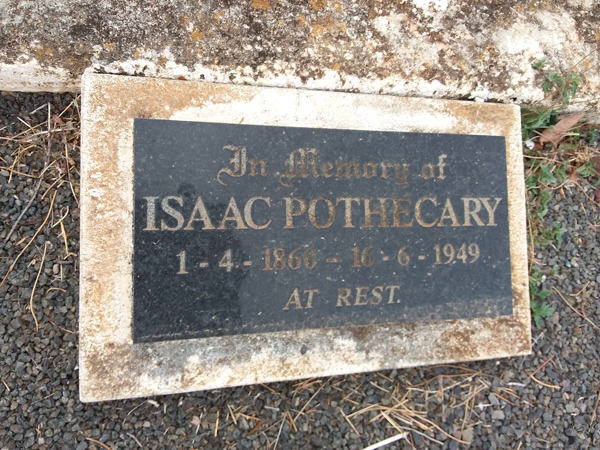 In Memory of
ISAAC POTHECARY
1 - 4 - 1860 - 16 - 6 - 1949
AT REST.